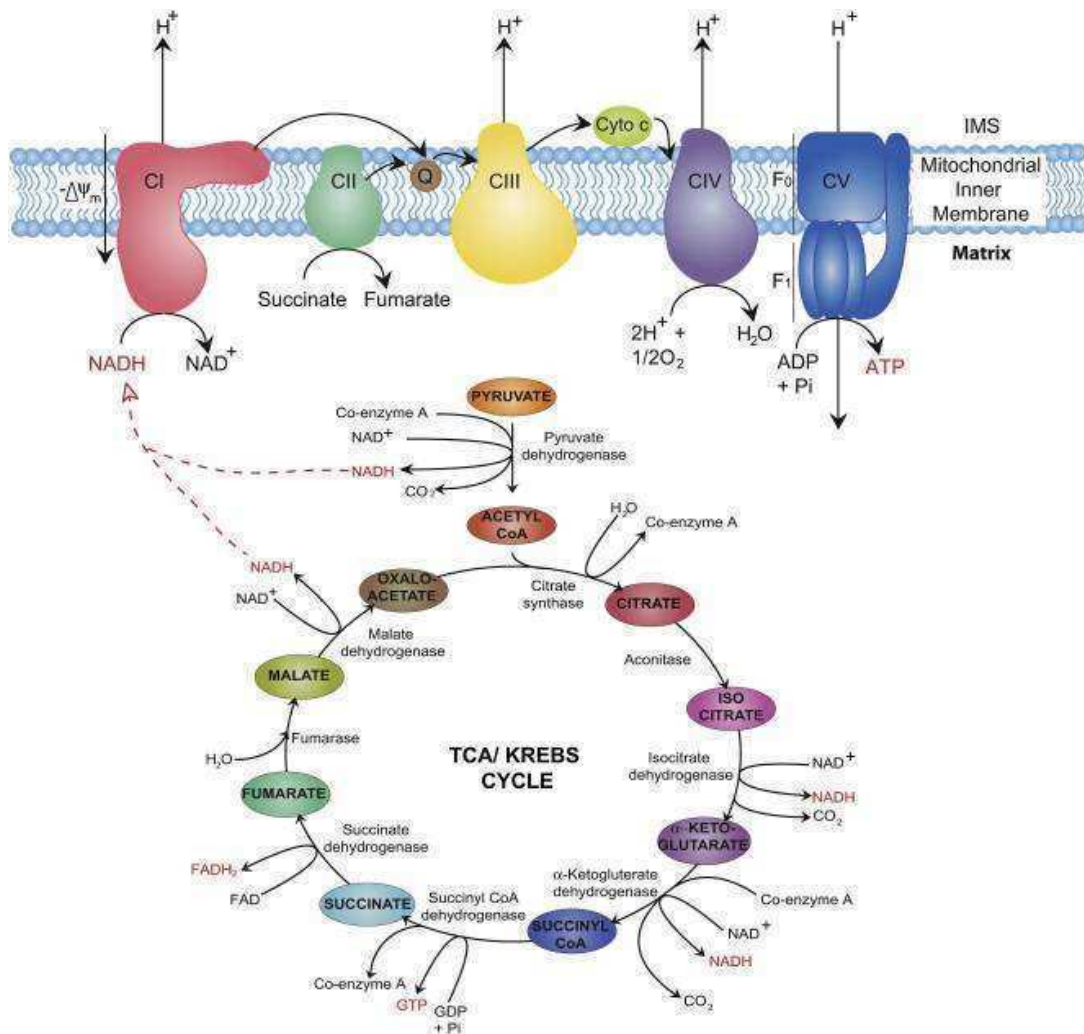 H+
H+
H+
H+
IMS
Mitochondrial
Inner
Membrane
Matrix
-ΔΨm
CI
CII
Q
CIII
Cyto c
CIV
F0
CV
F1
Succinate
Fumarate
NADH
NAD+
2H+ +
1/2O2
H2O
ADP
+ Pi
ATP
PYRUVATE
Co-enzyme A
NAD+
NADH
CO2
Pyruvate
dehydrogenase
ACETYL
CoA
H2O
Co-enzyme A
Citrate
synthase
OXALO-
ACETATE
CITRATE
NADH
NAD+
Malate
dehydrogenase
Aconitase
MALATE
ISO
CITRATE
H2O
Fumarase
TCA/ KREBS
CYCLE
Isocitrate
dehydrogenase
NAD+
NADH
CO2
FUMARATE
α-KETO-
GLUTARATE
Succinate
dehydrogenase
FADH2
FAD
SUCCINATE
Succinyl CoA
dehydrogenase
α-Ketogluterate
dehydrogenase
Co-enzyme A
NAD+
NADH
CO2
SUCCINYL
CoA
Co-enzyme A
GTP
GDP
+ Pi